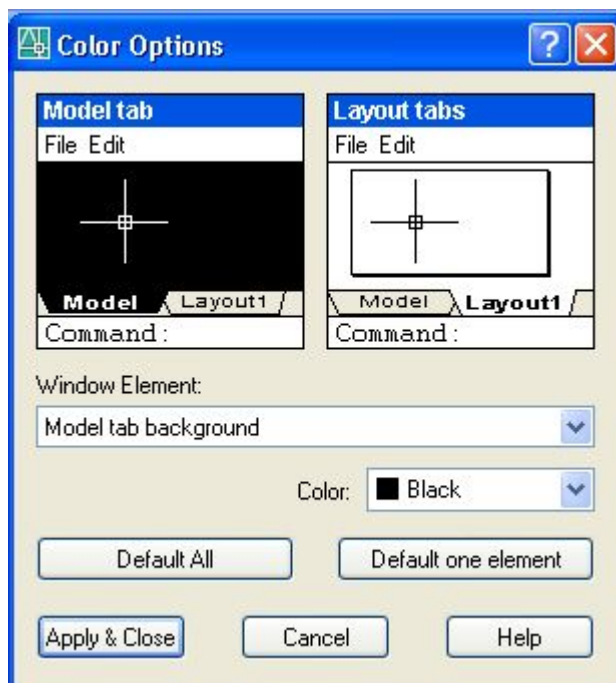 Color Options
Model tab
File Edit
Model Layout1
Command:
Layout tabs
File Edit
Model Layout1
Command:
Window Element:
Model tab background
Color: Black
Default All Default one element
Apply & Close Cancel Help